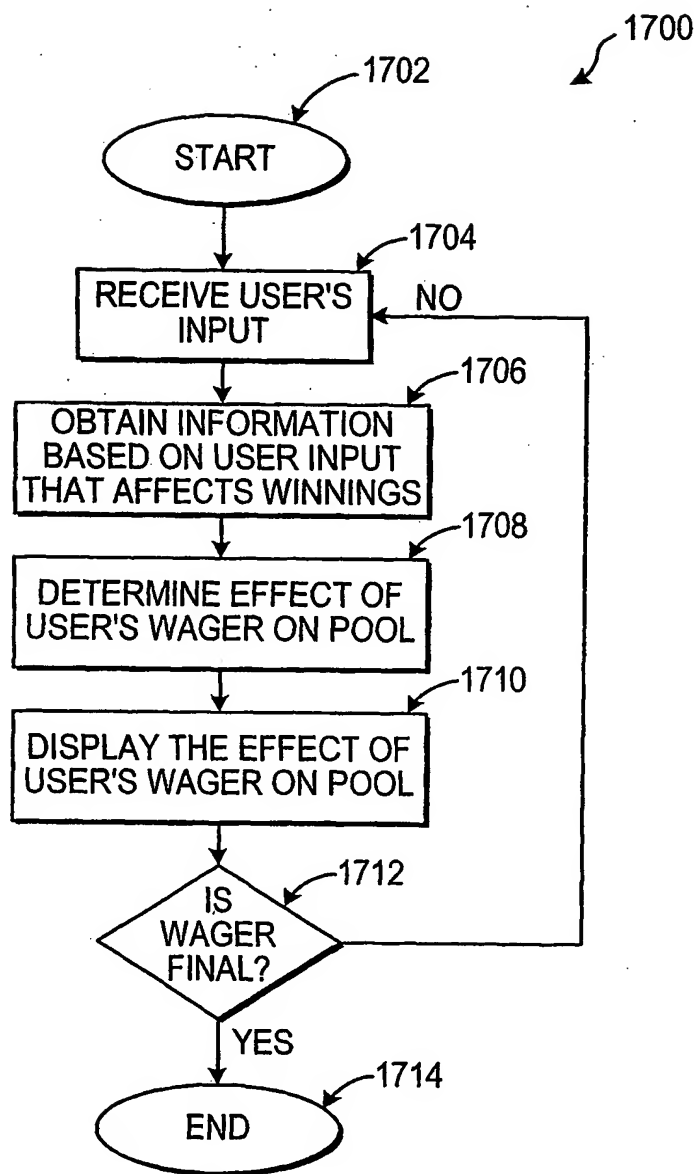 1700
1702
START
1704
RECEIVE USER'S
INPUT
NO
1706
OBTAIN INFORMATION
BASED ON USER INPUT
THAT AFFECTS WINNINGS
1708
DETERMINE EFFECT OF
USER'S WAGER ON POOL
1710
DISPLAY THE EFFECT OF
USER'S WAGER ON POOL
1712
IS
WAGER
FINAL?
YES
1714
END